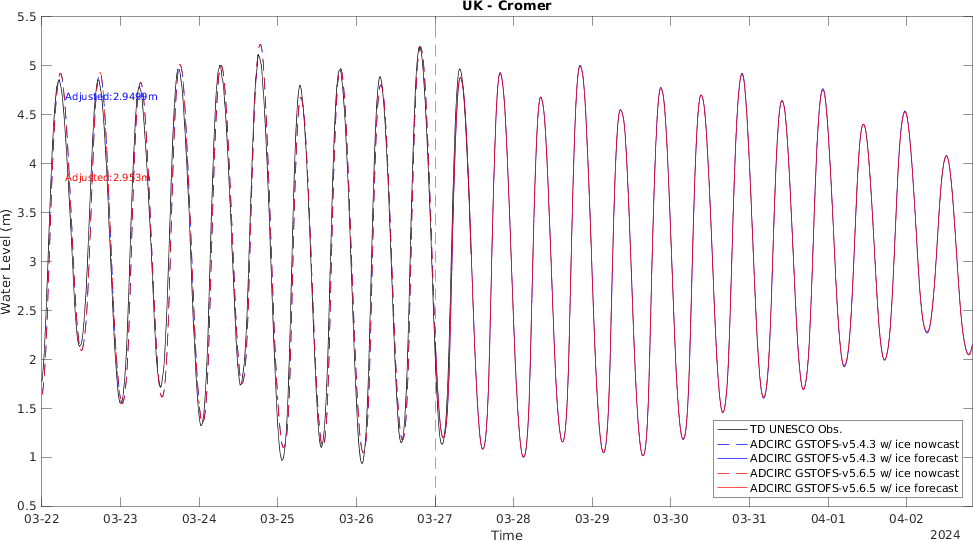 UK - Cromer
5.5
5
4.5
4
3.5
3
2.5
2
1.5
1
0.5
Water Level (m)
Adjusted:2.9499m
Adjusted:2.953m
TD UNESCO Obs.
ADCIRC GSTOFS-v5.4.3 w/ ice nowcast
ADCIRC GSTOFS-v5.4.3 w/ ice forecast
ADCIRC GSTOFS-v5.6.5 w/ ice nowcast
ADCIRC GSTOFS-v5.6.5 w/ ice forecast
03-22 03-23 03-24 03-25 03-26 03-27 03-28 03-29 03-30 03-31 04-01 04-02
Time
2024